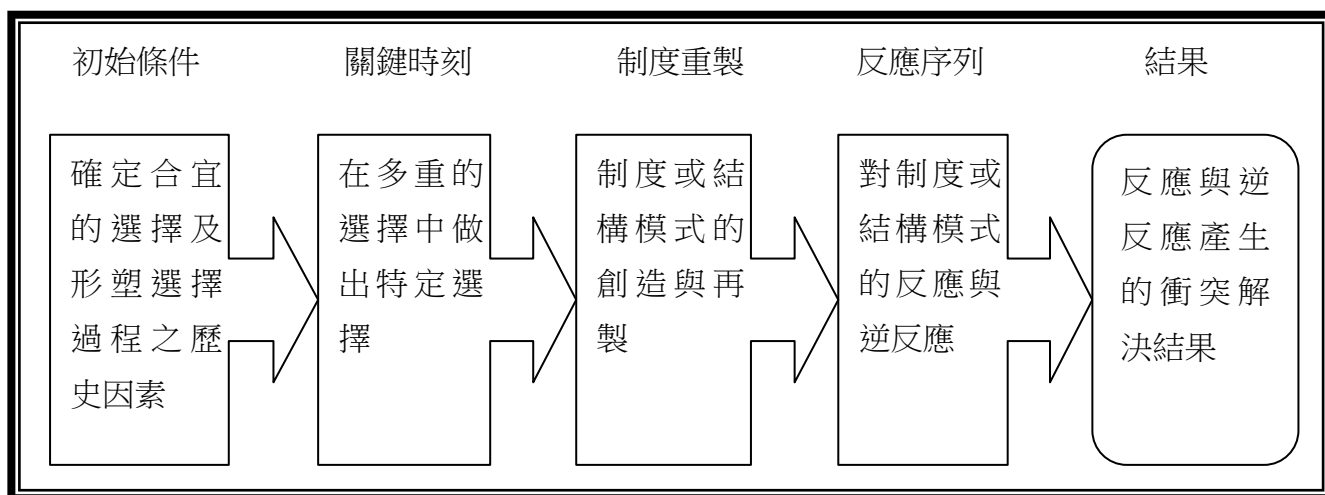 初始條件
關鍵時刻
制度重製
反應序列
結果
確定合宜
的選擇及
形塑選擇
過程之歷
史因素
在多重的
選擇中做
出特定選
擇
制度或結
構模式的
創造與再
製
對制度或
結構模式
的反應與
逆反應
反應與逆
反應產生
的衝突解
決結果